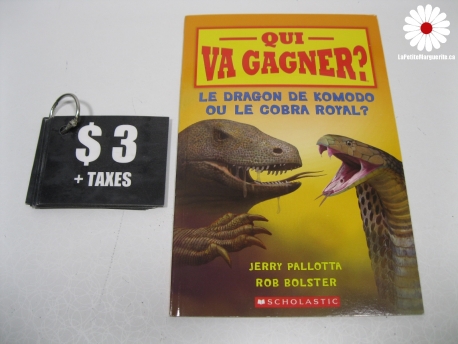 QUI
VA GAGNER?
LE DRAGON DE KOMODO
OU LE COBRA ROYAL?
JERRY PALLOTTA
ROB BOLSTER
SCHOLASTIC
$ 3
+ TAXES
LaPetiteMarguerite.co